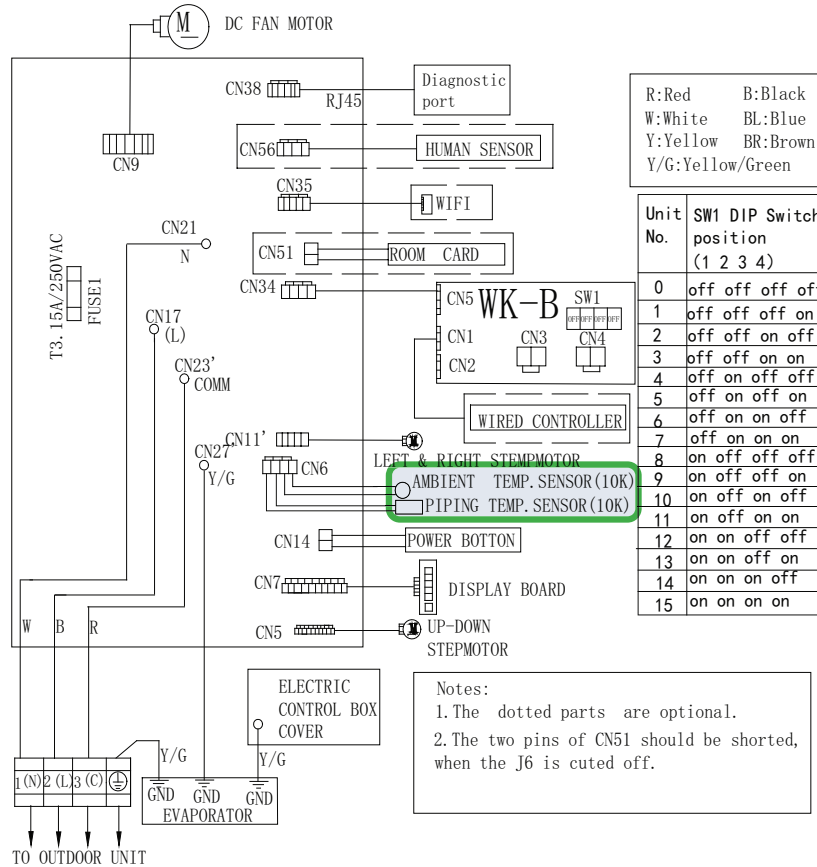 M
DC FAN MOTOR
CN9
CN38
RJ45
Diagnostic
port
CN56
HUMAN SENSOR
CN35
WIFI
CN21
N
CN51
ROOM CARD
T3.15A/250VAC
FUSE1
CN17
(L)
CN34
CN5
WK-B
SW1
OFF OFF OFF OFF
CN1
CN3
CN4
CN2
CN23'
COMM
WIRED CONTROLLER
CN11'
M
LEFT & RIGHT STEMPMOTOR
CN27'
Y/G
CN6
AMBIENT TEMP.SENSOR(10K)
PIPING TEMP.SENSOR(10K)
CN14
POWER BOTTON
CN7
DISPLAY BOARD
CN5
M
UP-DOWN
STEPMOTOR
W
B
R
ELECTRIC
CONTROL BOX
COVER
Y/G
Y/G
1(N) 2(L) 3(C)
GND
GND
GND
EVAPORATOR
TO OUTDOOR UNIT
R:Red B:Black
W:White BL:Blue
Y:Yellow BR:Brown
Y/G:Yellow/Green
Unit No. SW1 DIP Switch
position
(1 2 3 4)
0 off off off off
1 off off off on
2 off off on off
3 off off on on
4 off on off off
5 off on off on
6 off on on off
7 off on on on
8 on off off off
9 on off off on
10 on off on off
11 on off on on
12 on on off off
13 on on off on
14 on on on off
15 on on on on
Notes:
1.The dotted parts are optional.
2.The two pins of CN51 should be shorted,
when the J6 is cuted off.